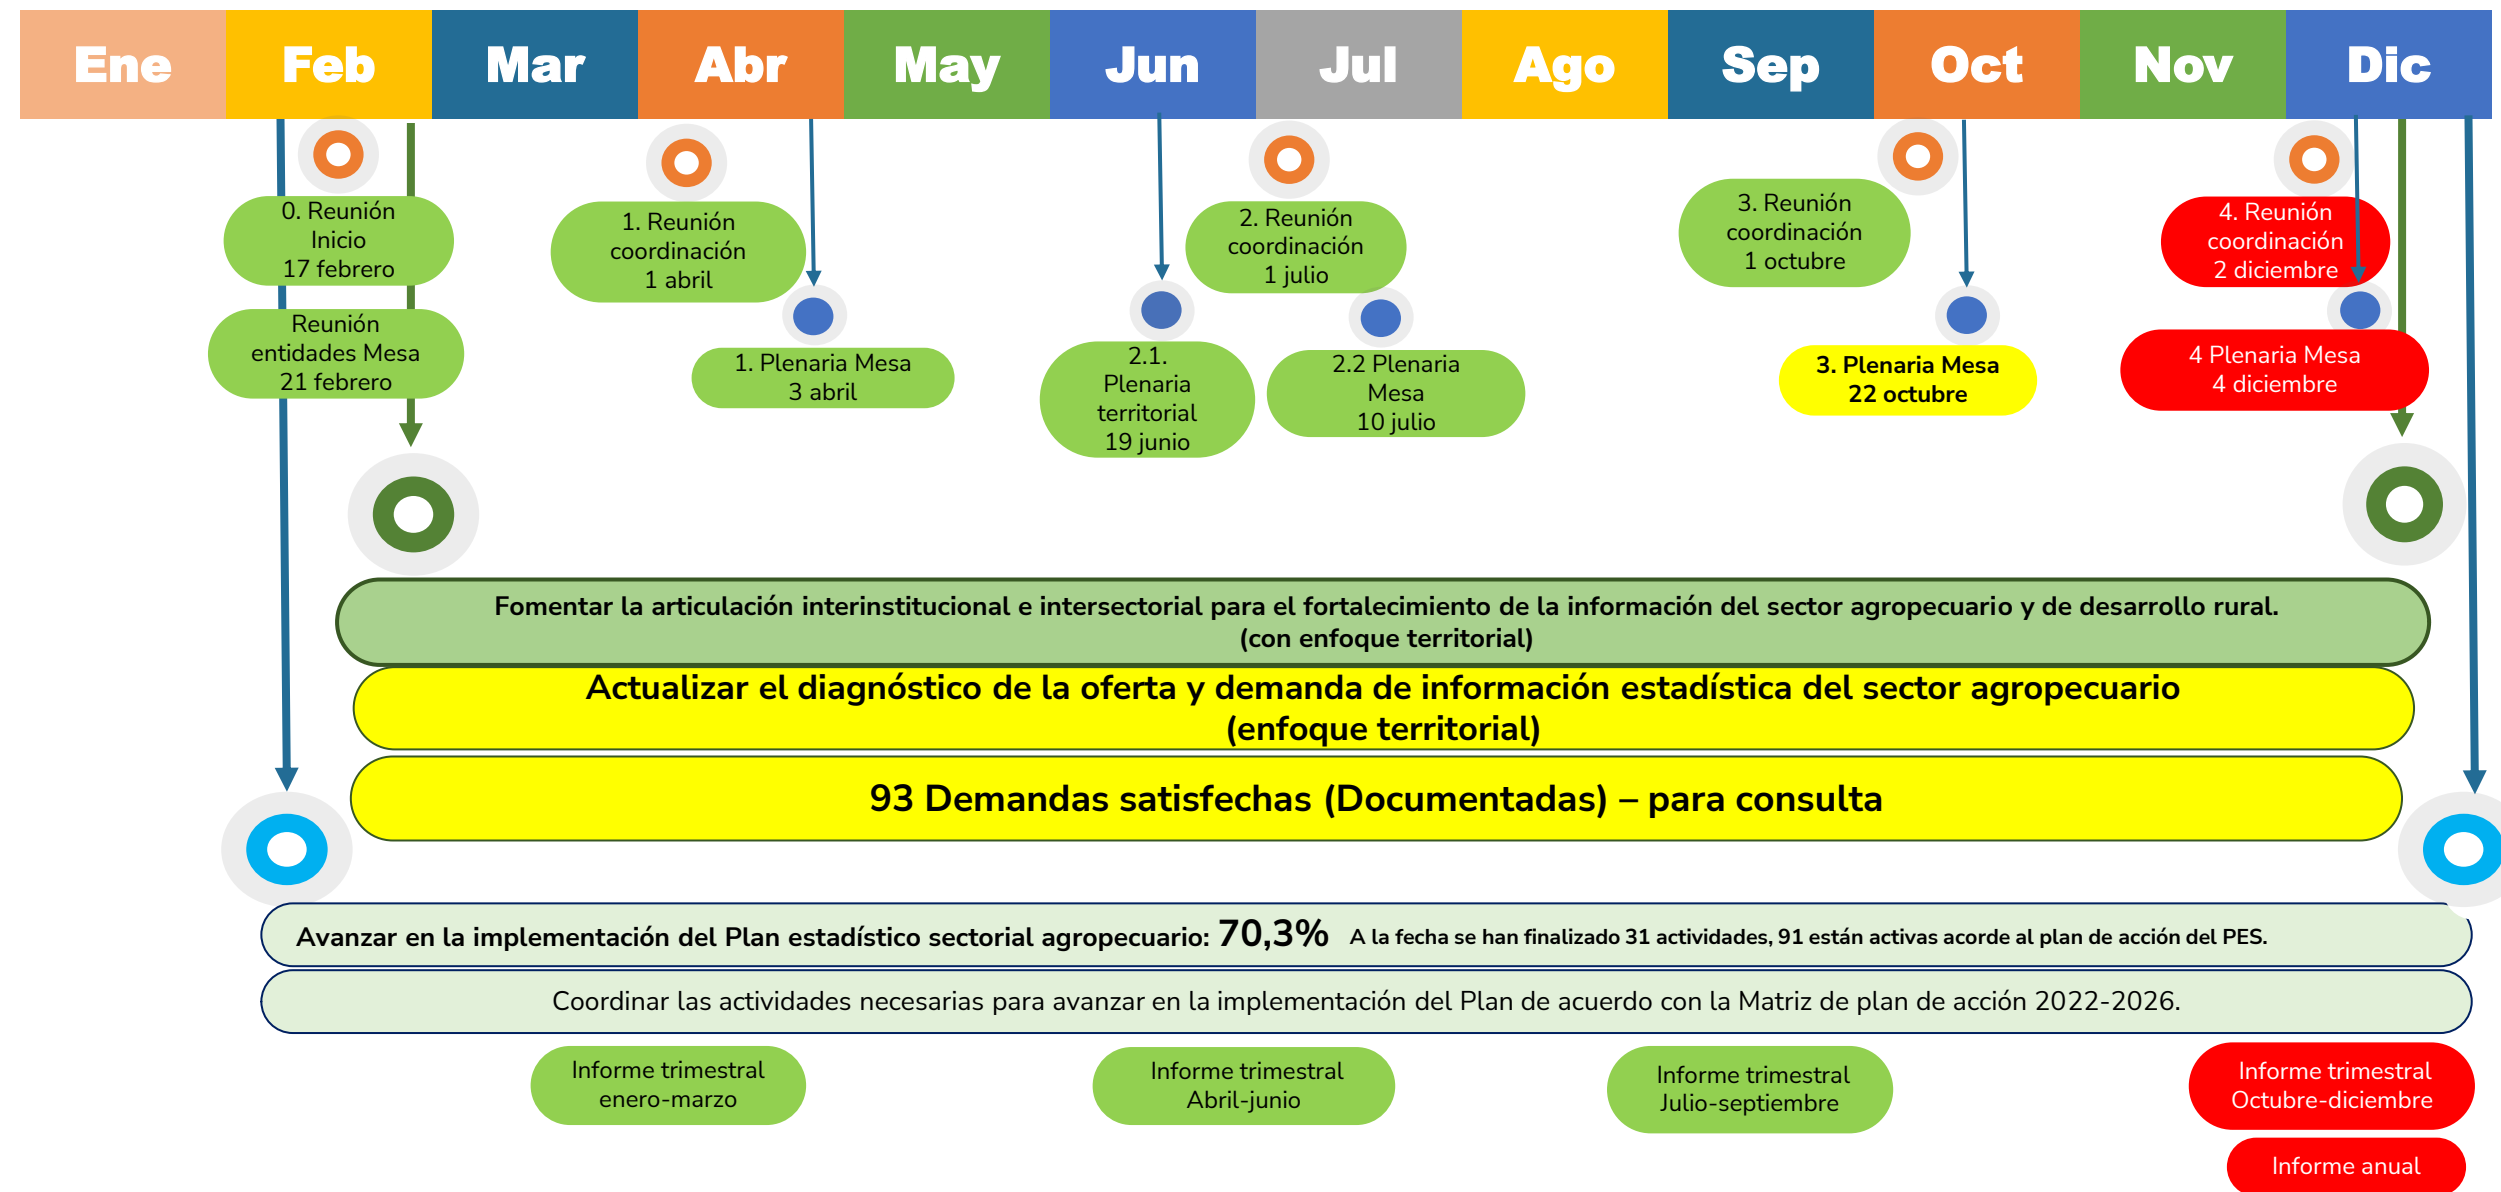 Ene
Feb
Mar
Abr
May
Jun
Jul
Ago
Sep
Oct
Nov
Dic
0. Reunión
Inicio
17 febrero
Reunión
entidades Mesa
21 febrero
1. Reunión
coordinación
1 abril
1. Plenaria Mesa
3 abril
2.1.
Plenaria
territorial
19 junio
2. Reunión
coordinación
1 julio
2.2 Plenaria
Mesa
10 julio
3. Reunión
coordinación
1 octubre
3. Plenaria Mesa
22 octubre
4. Reunión
coordinación
2 diciembre
4 Plenaria Mesa
4 diciembre
Fomentar la articulación interinstitucional e intersectorial para el fortalecimiento de la información del sector agropecuario y de desarrollo rural.
(con enfoque territorial)
Actualizar el diagnóstico de la oferta y demanda de información estadística del sector agropecuario
(enfoque territorial)
93 Demandas satisfechas (Documentadas) – para consulta
Avanzar en la implementación del Plan estadístico sectorial agropecuario: 70,3% A la fecha se han finalizado 31 actividades, 91 están activas acorde al plan de acción del PES.
Coordinar las actividades necesarias para avanzar en la implementación del Plan de acuerdo con la Matriz de plan de acción 2022-2026.
Informe trimestral
enero-marzo
Informe trimestral
Abril-junio
Informe trimestral
Julio-septiembre
Informe trimestral
Octubre-diciembre
Informe anual